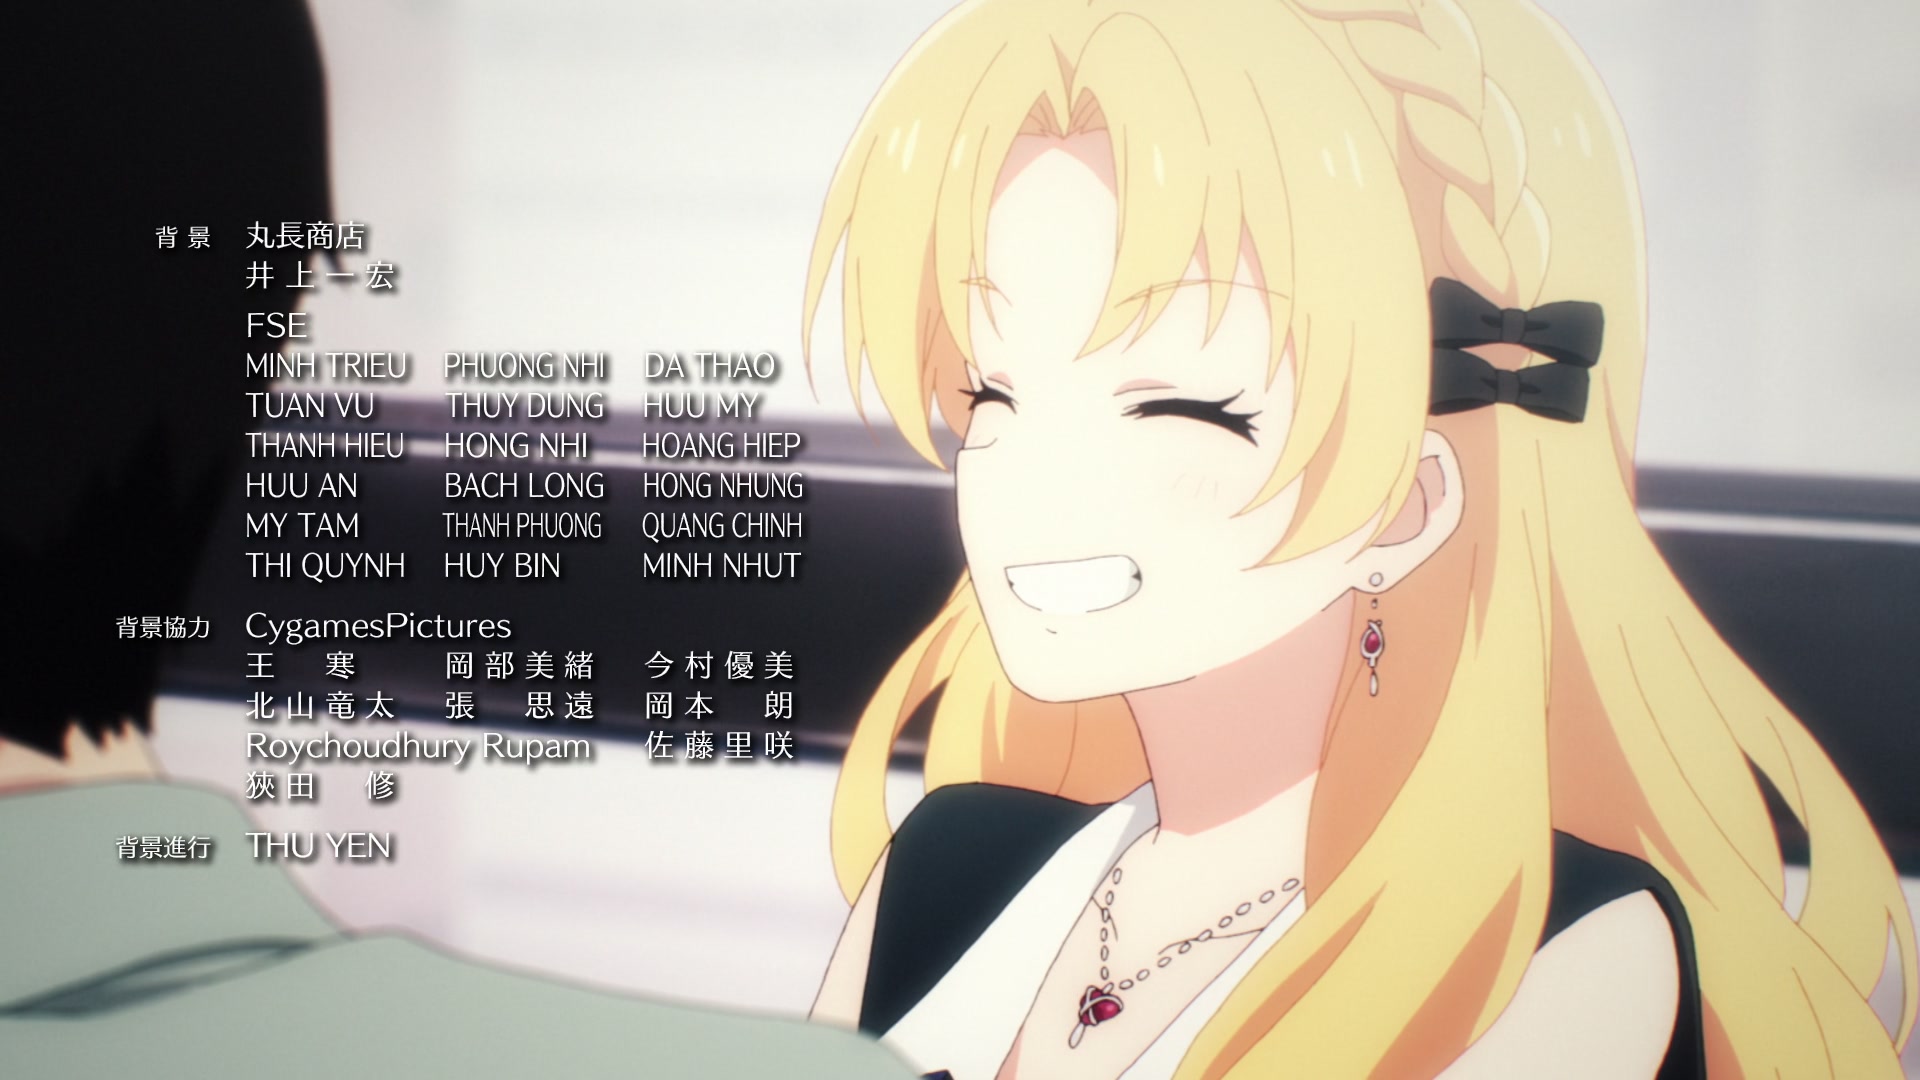 背景 丸長商店
井上一宏
FSE
MINH TRIEU PHUONG NHI DA THAO
TUAN VU THUY DUNG HUU MY
THANH HIEU HONG NHI HOANG HIEP
HUU AN BACH LONG HONG NHUNG
MY TAM THANH PHUONG QUANG CHINH
THI QUYNH HUY BIN MINH NHUT
背景協力 CygamesPictures
王寒 岡部美緒 今村優美
北山竜太 張思遠 岡本朗
Roychoudhury Rupam 佐藤里咲
狹田修
背景進行 THU YEN